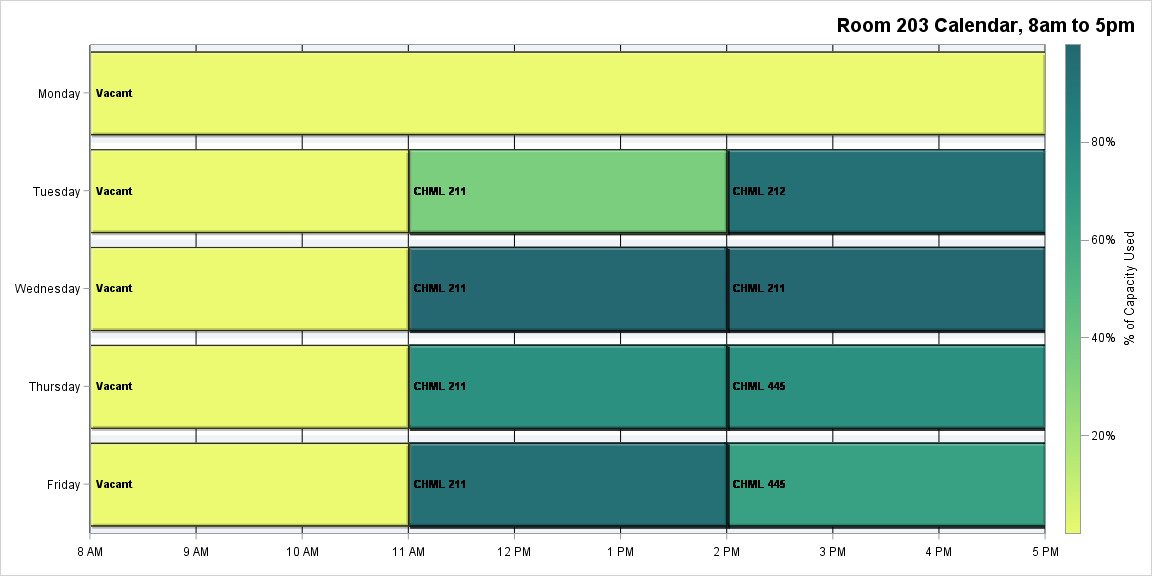 Room 203 Calendar, 8am to 5pm
Monday
Vacant
Tuesday
Vacant
CHML 211
CHML 212
Wednesday
Vacant
CHML 211
CHML 211
Thursday
Vacant
CHML 211
CHML 445
Friday
Vacant
CHML 211
CHML 445
8 AM
9 AM
10 AM
11 AM
12 PM
1 PM
2 PM
3 PM
4 PM
5 PM
80%
60%
40%
20%
% of Capacity Used